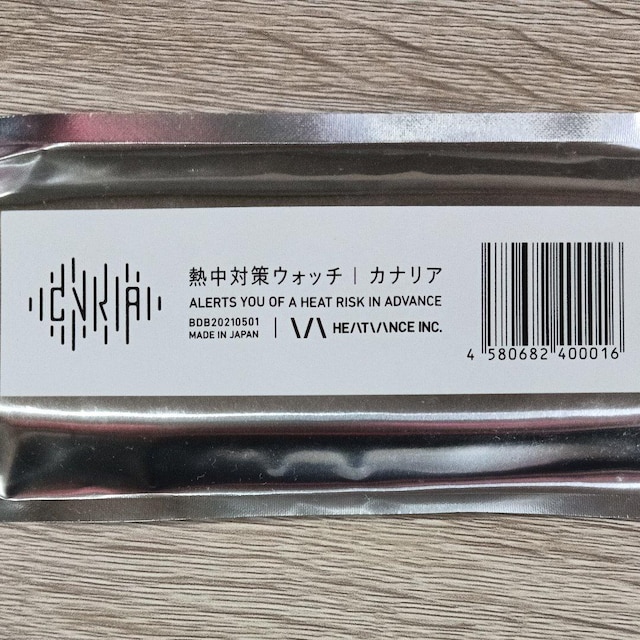 CNRIA
熱中対策ウォッチ | カナリア
ALERTS YOU OF A HEAT RISK IN ADVANCE
BDB20210501
MADE IN JAPAN
HEATVANCE INC.
4 580682 400016